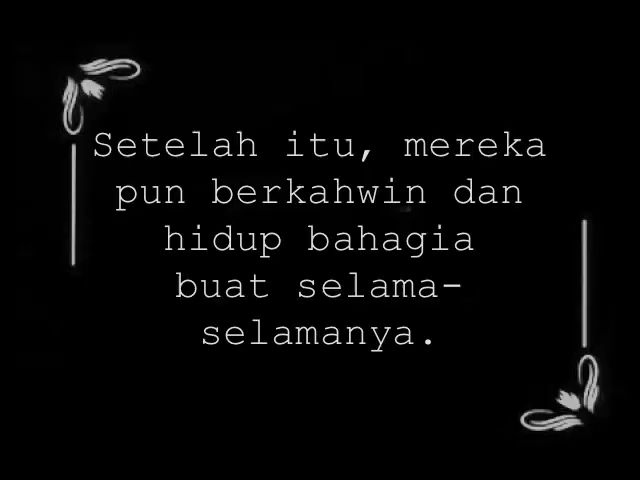 Setelah itu, mereka
pun berkahwin dan
hidup bahagia
buat selama-
selamanya.